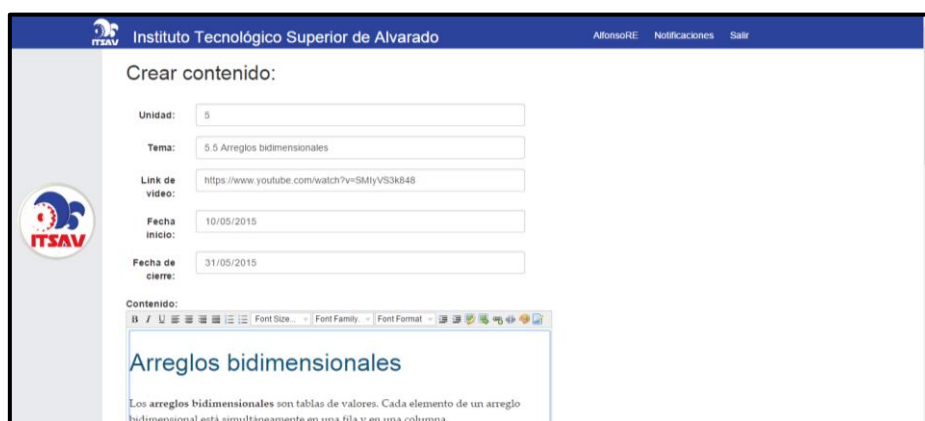 ITSAV Instituto Tecnológico Superior de Alvarado AlfonsoRE Notificaciones Salir
Crear contenido:
Unidad: 5
Tema: 5.5 Arreglos bidimensionales
Link de video: https://www.youtube.com/watch?v=SMIyVS3k848
Fecha inicio: 10/05/2015
ITSAV
Fecha de cierre: 31/05/2015
Contenido:
B I U Font Size... Font Family. Font Format
Arreglos bidimensionales
Los arreglos bidimensionales son tablas de valores. Cada elemento de un arreglo
bidimensional está simultáneamente en una fila y en una columna.